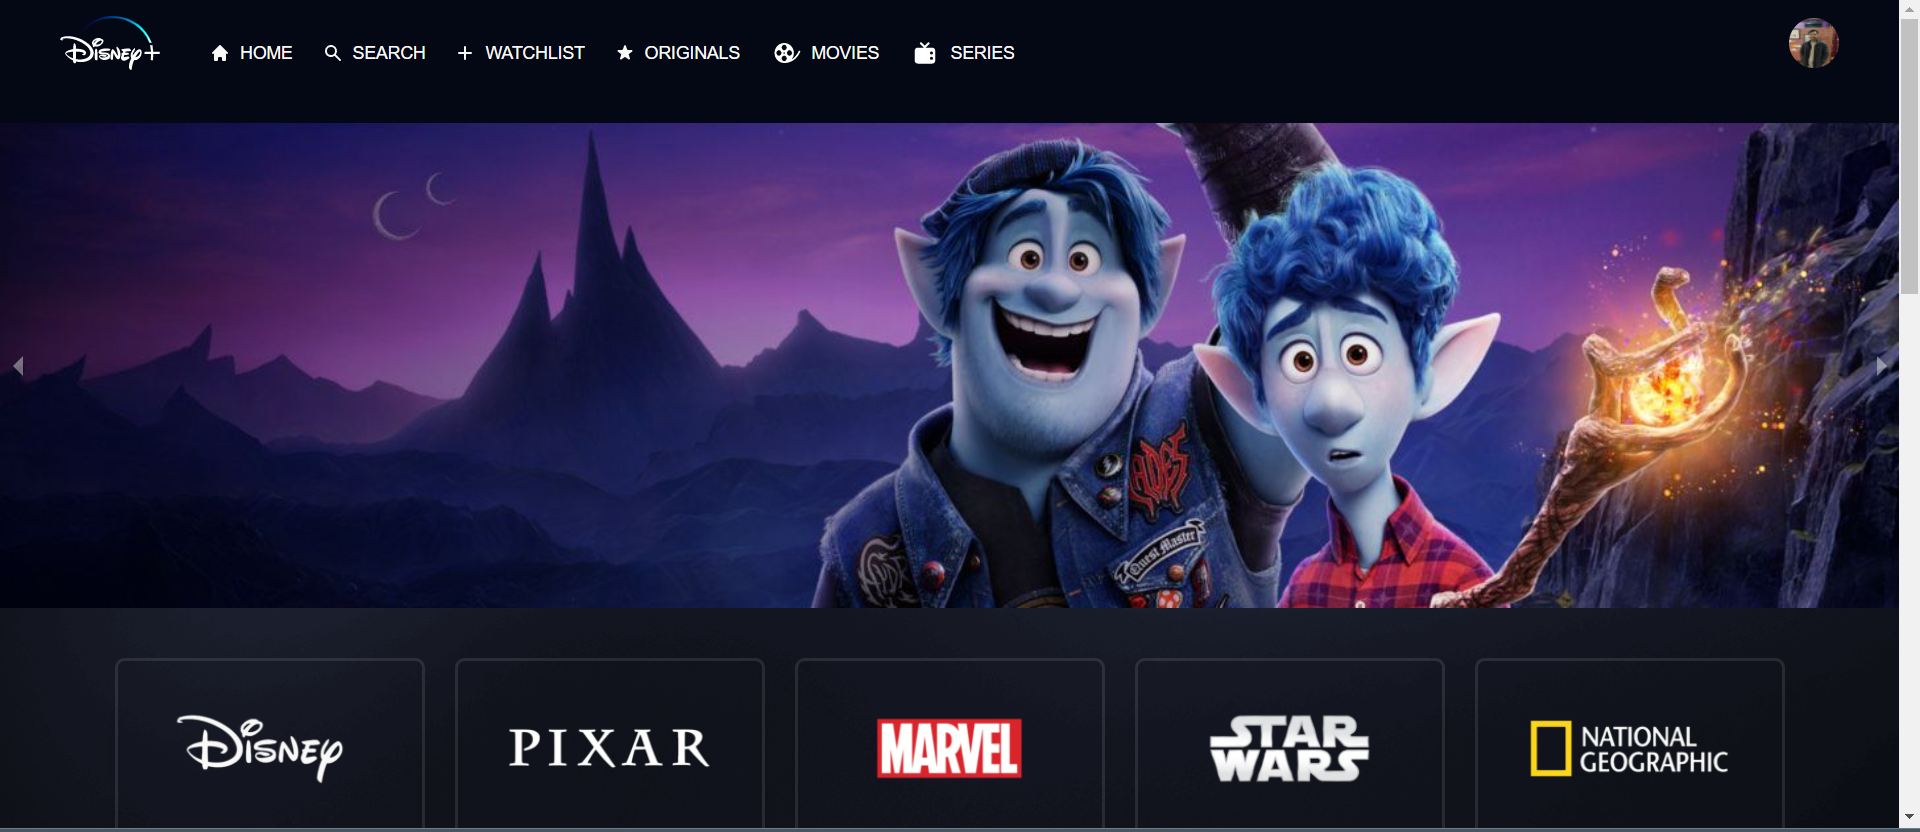 Disney+
HOME
SEARCH
WATCHLIST
ORIGINALS
MOVIES
SERIES
Quest Master
Disney
PIXAR
MARVEL
STAR
WARS
NATIONAL
GEOGRAPHIC